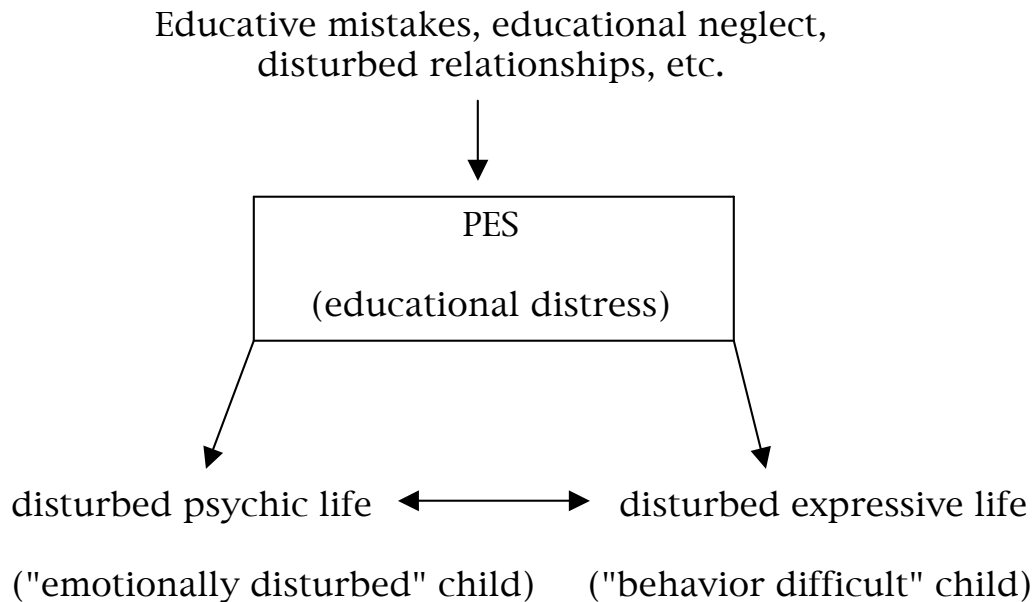 Educative mistakes, educational neglect,
disturbed relationships, etc.
PES
(educational distress)
disturbed psychic life
disturbed expressive life
("emotionally disturbed" child)
("behavior difficult" child)